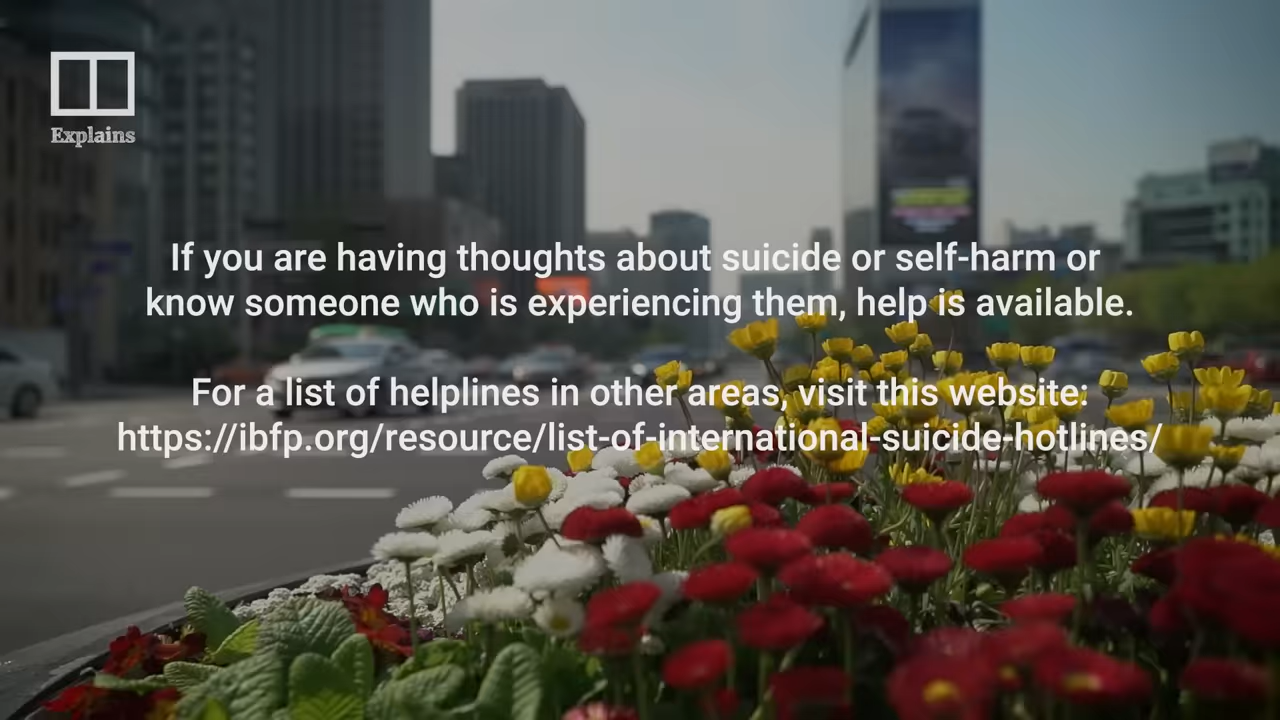 Explains
If you are having thoughts about suicide or self-harm or
know someone who is experiencing them, help is available.
For a list of helplines in other areas, visit this website:
https://ibfp.org/resource/list-of-international-suicide-hotlines/